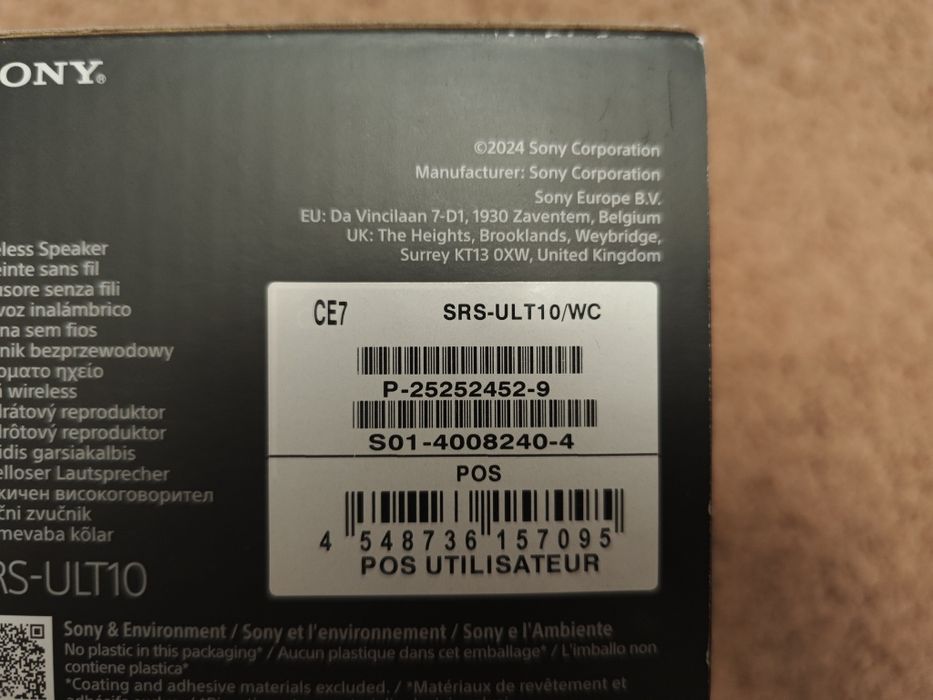 ONY®
©2024 Sony Corporation
Manufacturer: Sony Corporation
Sony Europe B.V.
EU: Da Vincilaan 7-D1, 1930 Zaventem, Belgium
UK: The Heights, Brooklands, Weybridge,
Surrey KT13 0XW, United Kingdom
less Speaker
einte sans fil
usore senza fili
voz inalámbrico
na sem fios
nik bezprzewodowy
ρματο ηχείο
wireless
drátový reproduktor
drôtový reproduktor
idis garsiakalbis
elloser Lautsprecher
жичен високоговорител
čni zvučnik
mevaba kõlar
RS-ULT10
CE7 SRS-ULT10/WC
P-25252452-9
S01-4008240-4
POS
4 548736 157095
POS UTILISATEUR
Sony & Environment / Sony et l'environnement / Sony e l'Ambiente
No plastic in this packaging* / Aucun plastique dans cet emballage* / L'imballo non
contiene plastica*
*Coating and adhesive materials excluded. / *Matériaux de revêtement et